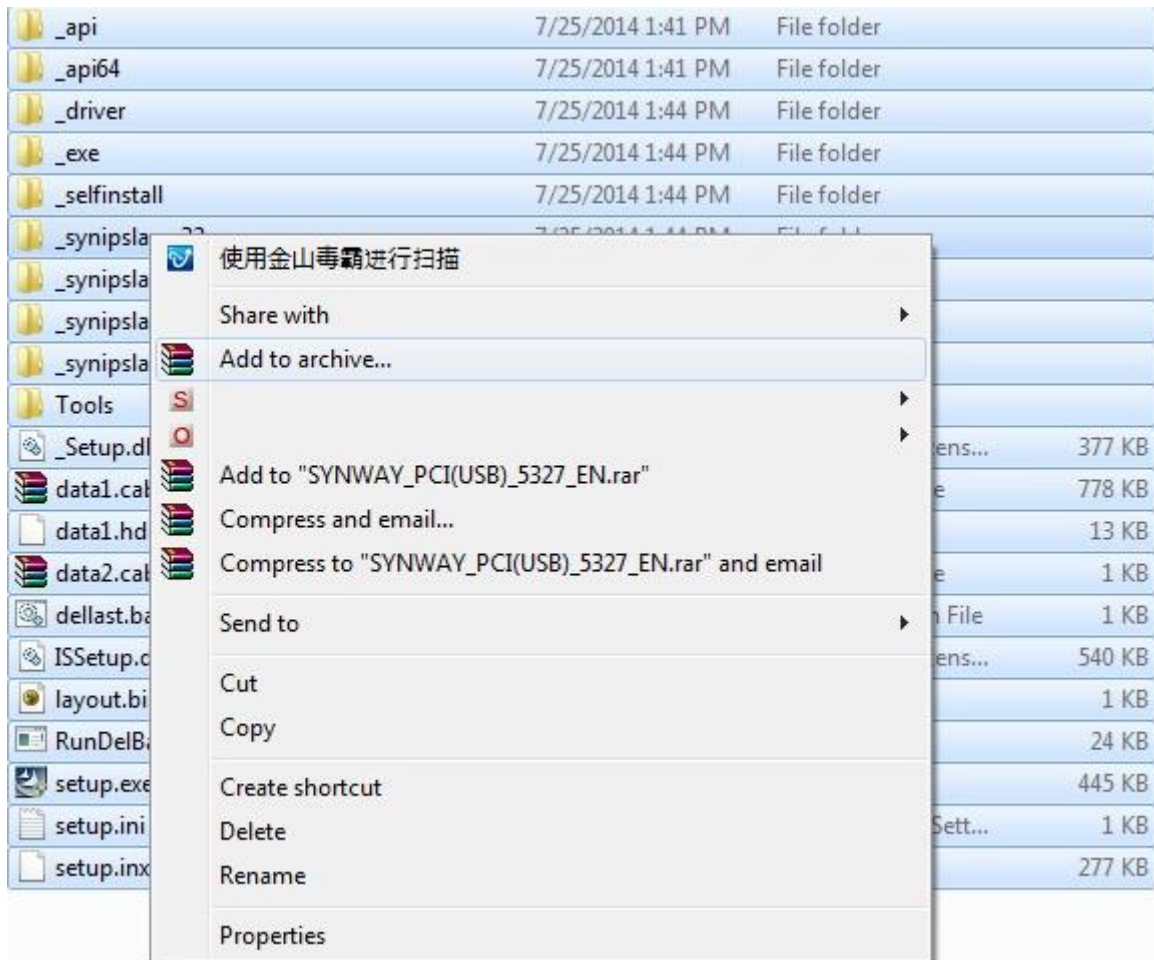 _api 7/25/2014 1:41 PM File folder
_api64 7/25/2014 1:41 PM File folder
_driver 7/25/2014 1:44 PM File folder
_exe 7/25/2014 1:44 PM File folder
_selfinstall 7/25/2014 1:44 PM File folder
_synipsla
使用金山毒霸进行扫描
_synipsla
Share with
_synipsla
_synipsla
Add to archive...
Tools S
O
_Setup.dl ens... 377 KB
Add to "SYNWAY_PCI(USB)_5327_EN.rar"
data1.cab e 778 KB
Compress and email...
data1.hd 13 KB
data2.cab e 1 KB
Compress to "SYNWAY_PCI(USB)_5327_EN.rar" and email
dellast.ba n File 1 KB
Send to
ISSetup.d ens... 540 KB
Cut
layout.bi 1 KB
Copy
RunDelBa 24 KB
setup.exe 445 KB
Create shortcut
setup.ini Sett... 1 KB
Delete
setup.inx 277 KB
Rename
Properties